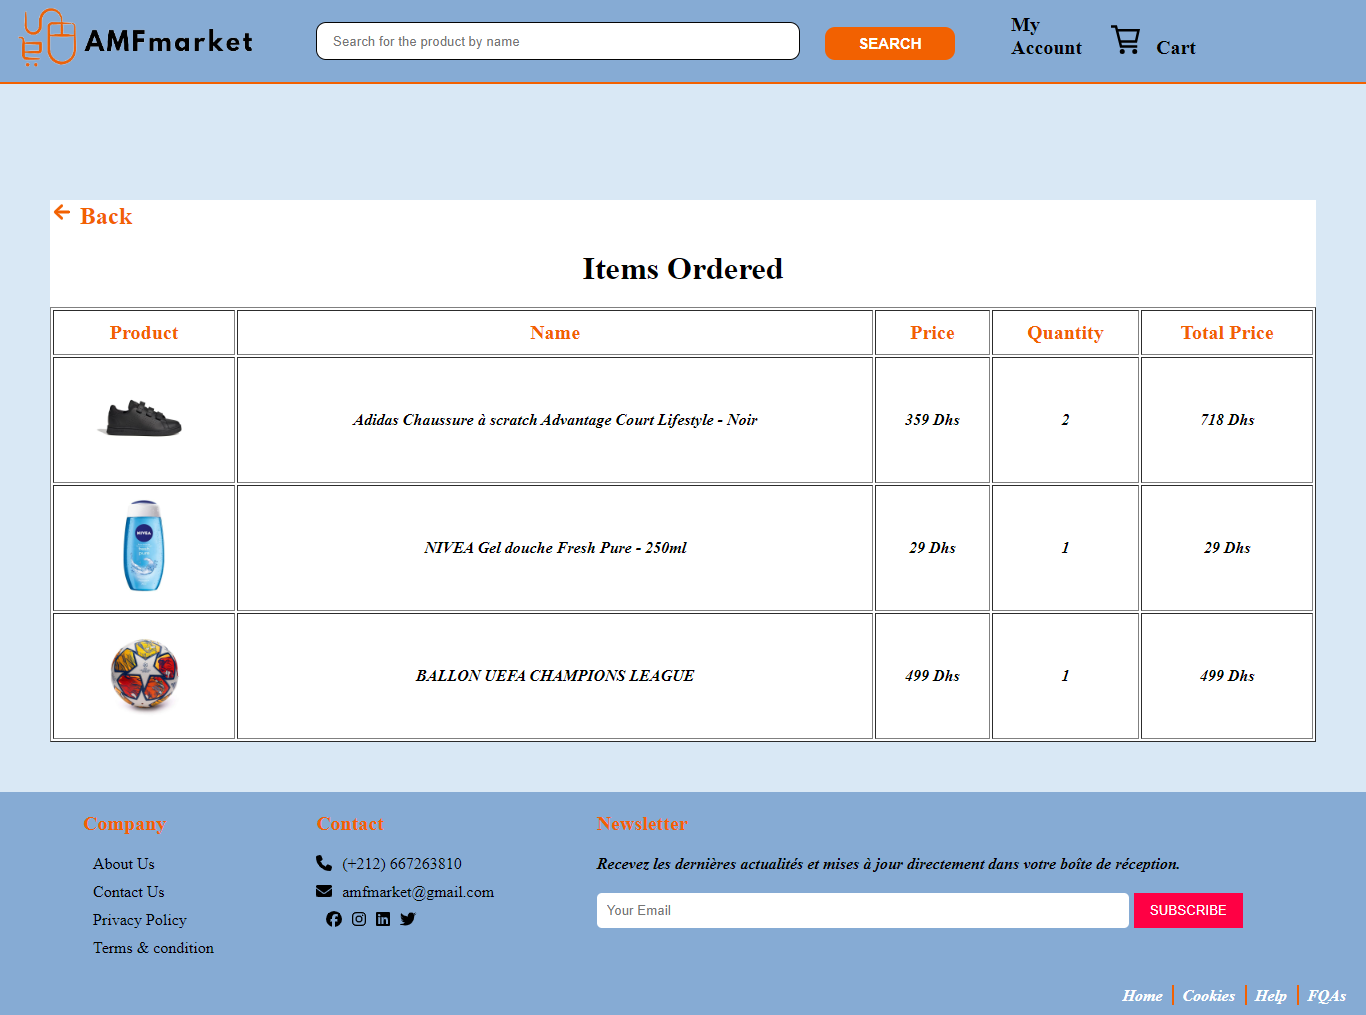 AMFmarket
Search for the product by name
SEARCH
My
Account
Cart
Back
Items Ordered
Product Name Price Quantity Total Price
Adidas Chaussure à scratch Advantage Court Lifestyle - Noir 359 Dhs 2 718 Dhs
NIVEA
NIVEA Gel douche Fresh Pure - 250ml 29 Dhs 1 29 Dhs
BALLON UEFA CHAMPIONS LEAGUE 499 Dhs 1 499 Dhs
Company
About Us
Contact Us
Privacy Policy
Terms & condition
Contact
(+212) 667263810
amfmarket@gmail.com
Newsletter
Recevez les dernières actualités et mises à jour directement dans votre boîte de réception.
Your Email
SUBSCRIBE
Home Cookies Help FQAs